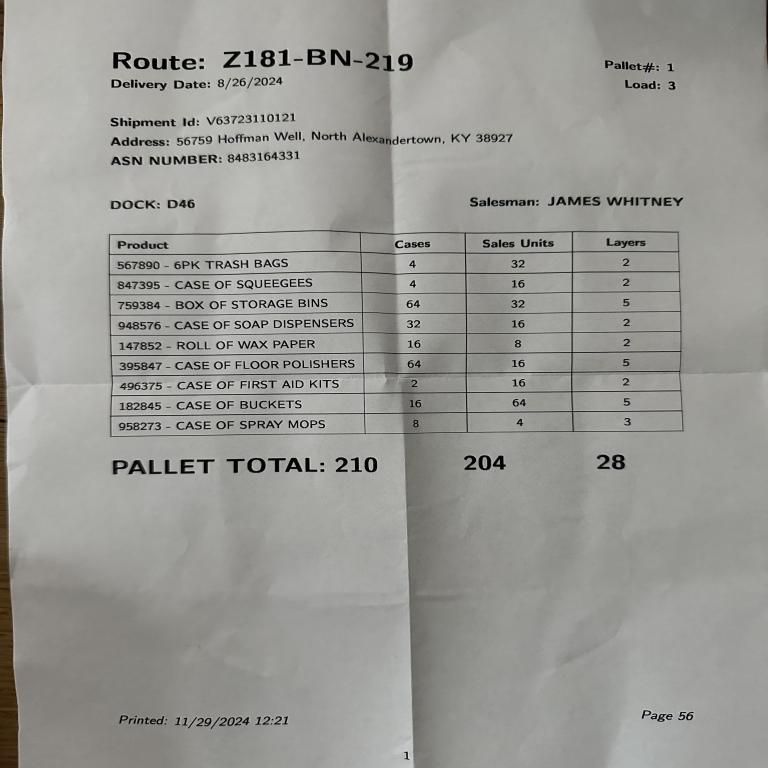 Route: Z181-BN-219
Pallet#: 1
Delivery Date: 8/26/2024
Load: 3
Shipment Id: V63723110121
Address: 56759 Hoffman Well, North Alexandertown, KY 38927
ASN NUMBER: 8483164331
DOCK: D46
Salesman: JAMES WHITNEY
Product Cases Sales Units Layers
567890 - 6PK TRASH BAGS 4 32 2
847395 - CASE OF SQUEEGEES 4 16 2
759384 - BOX OF STORAGE BINS 64 32 5
948576 - CASE OF SOAP DISPENSERS 32 16 2
147852 - ROLL OF WAX PAPER 16 8 2
395847 - CASE OF FLOOR POLISHERS 64 16 5
496375 - CASE OF FIRST AID KITS 2 16 2
182845 - CASE OF BUCKETS 16 64 5
958273 - CASE OF SPRAY MOPS 8 4 3
PALLET TOTAL: 210 204 28
Printed: 11/29/2024 12:21
Page 56
1